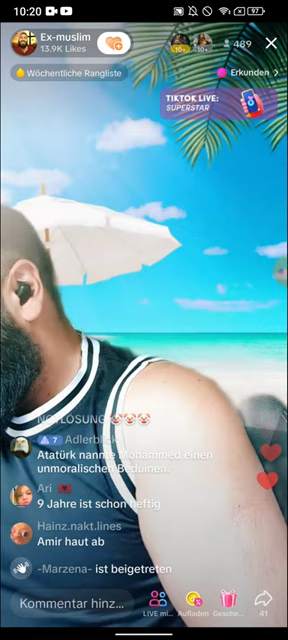 10:20
97
Ex-muslim
13.9K Likes
10+
10+
489
Wöchentliche Rangliste
Erkunden
TIKTOK LIVE:
SUPERSTAR
NOTLÖSUNG 🤡🤡🤡
7 Adlerblick
Atatürk nannte Mohammed einen
unmoralischen Beduinen.
Ari 🇦🇱
9 Jahre ist schon heftig
Hainz.nakt.lines
Amir haut ab
-Marzena- ist beigetreten
Kommentar hinz...
LIVE mi...
Aufladen
Gesche...
41